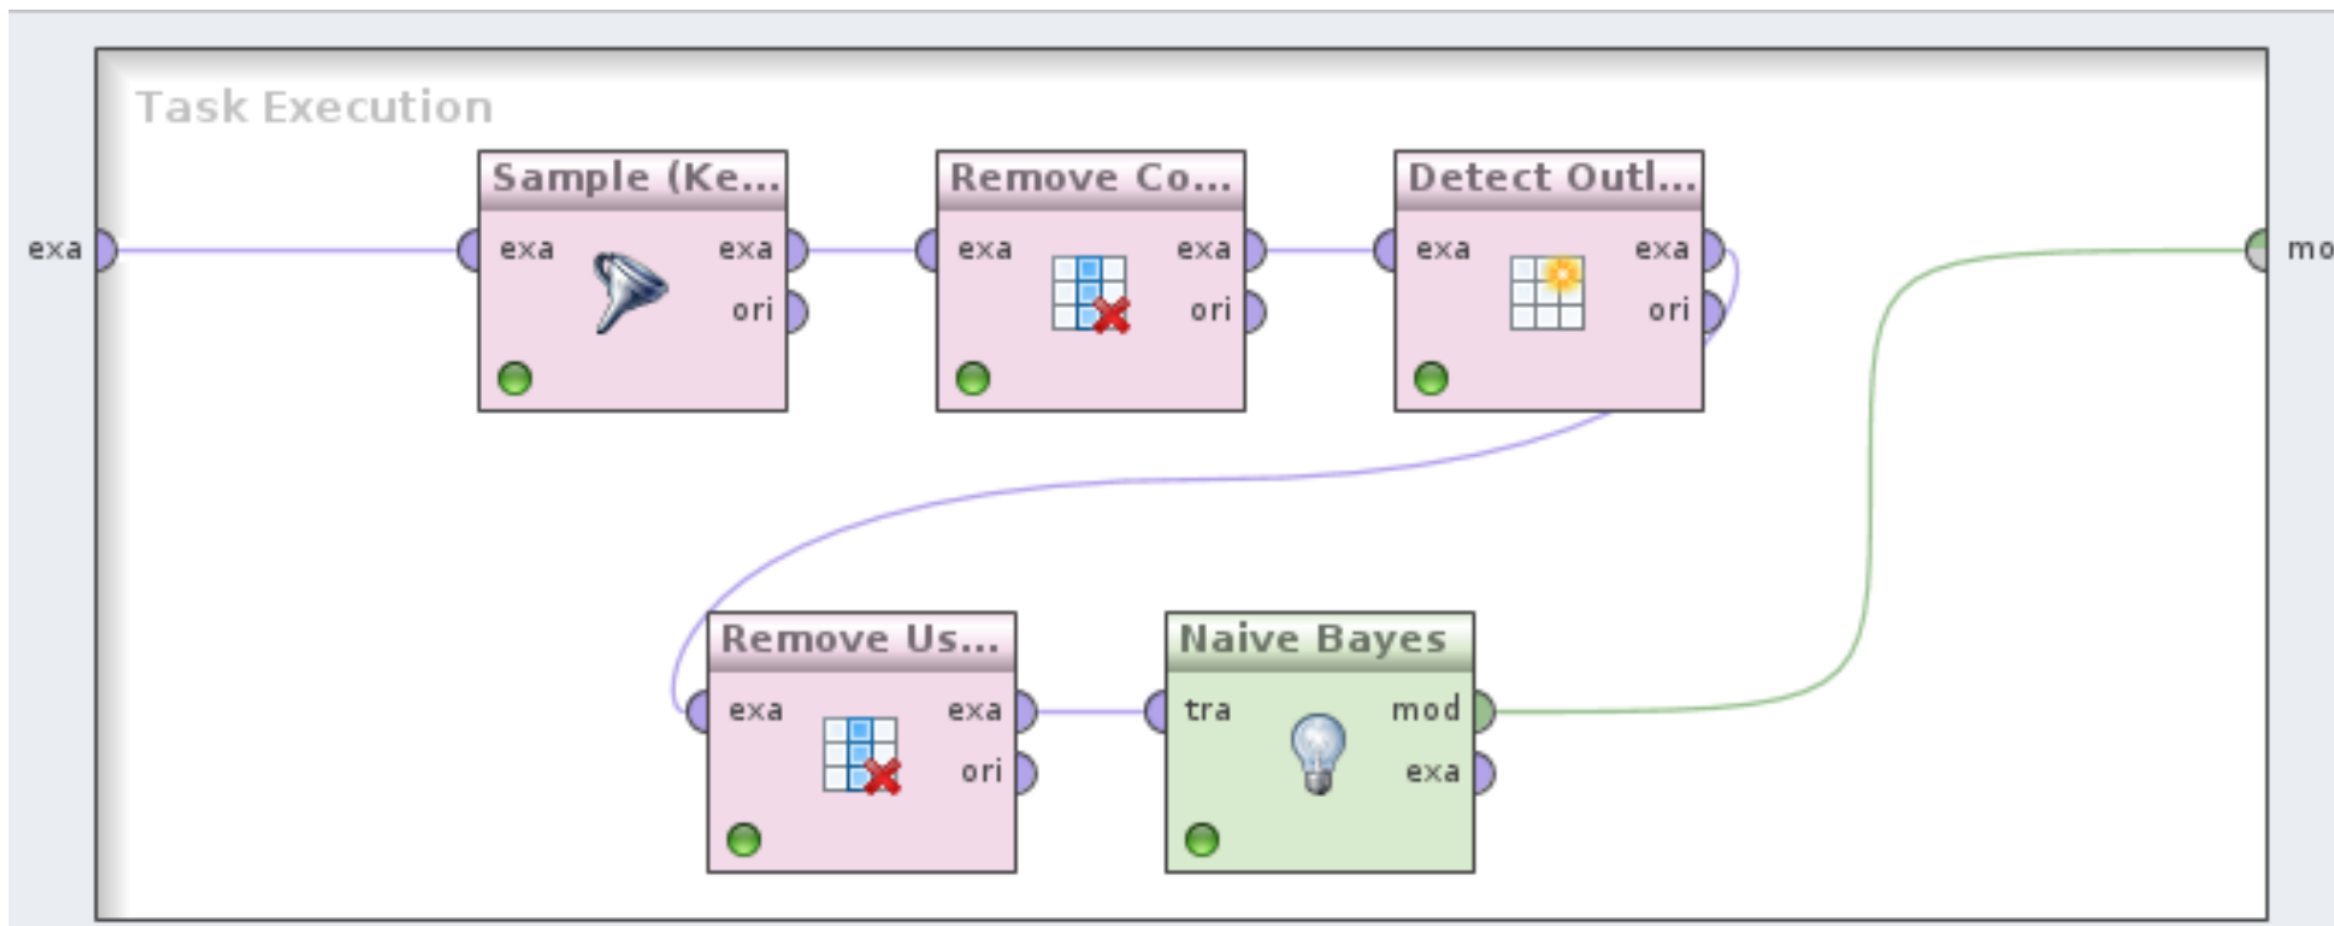 Task Execution
Sample (Ke...
Remove Co...
Detect Outl...
exa
exa
exa
exa
exa
exa
exa
mo
ori
ori
ori
Remove Us...
Naive Bayes
exa
exa
tra
mod
ori
exa